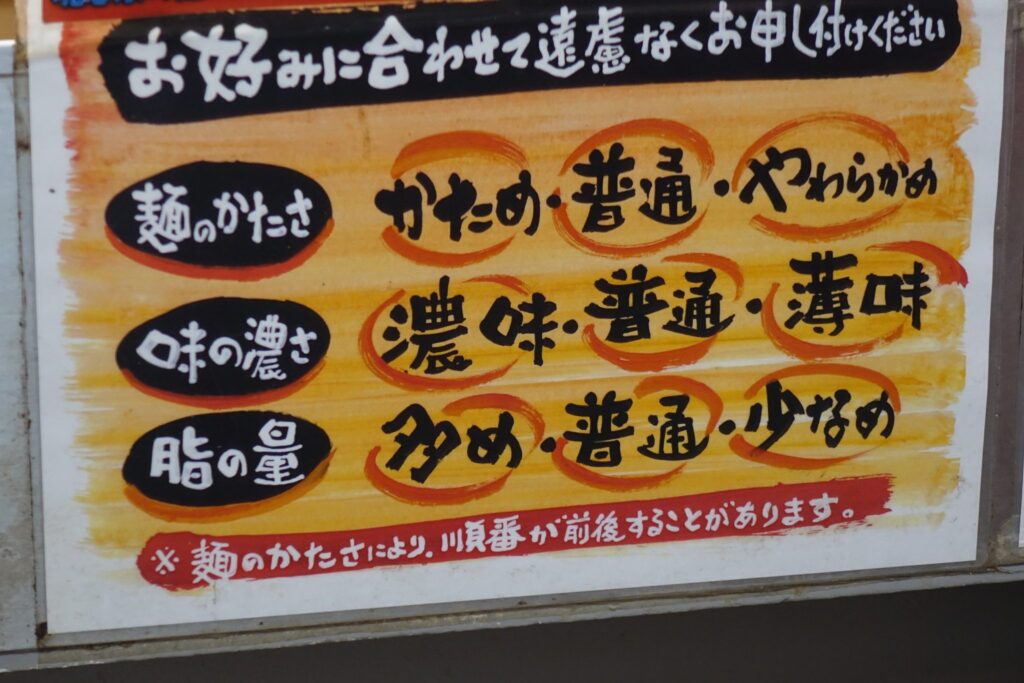 お好みに合わせて遠慮なくお申し付けください
麺のかたさ かため・普通・やわらかめ
味の濃さ 濃味・普通・薄味
脂の量 多め・普通・少なめ
※麺のかたさにより、順番が前後することがあります。